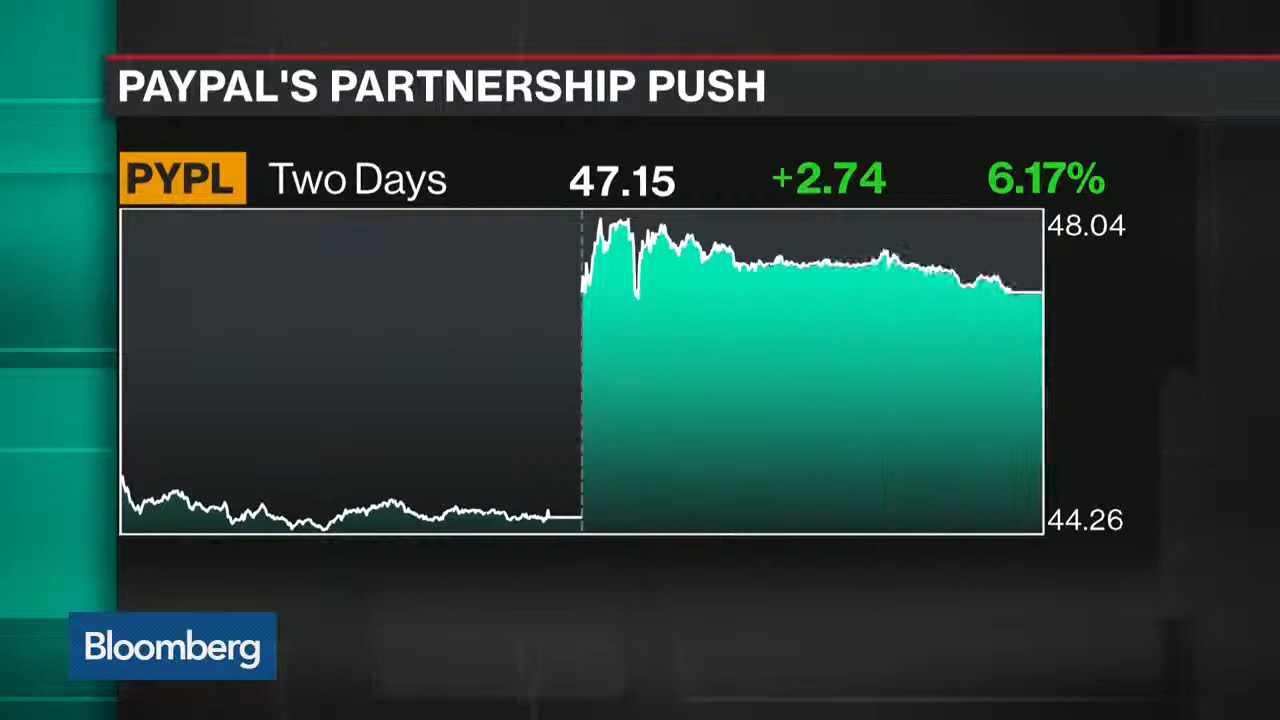 PAYPAL'S PARTNERSHIP PUSH
PYPL Two Days 47.15 +2.74 6.17%
48.04
44.26
Bloomberg